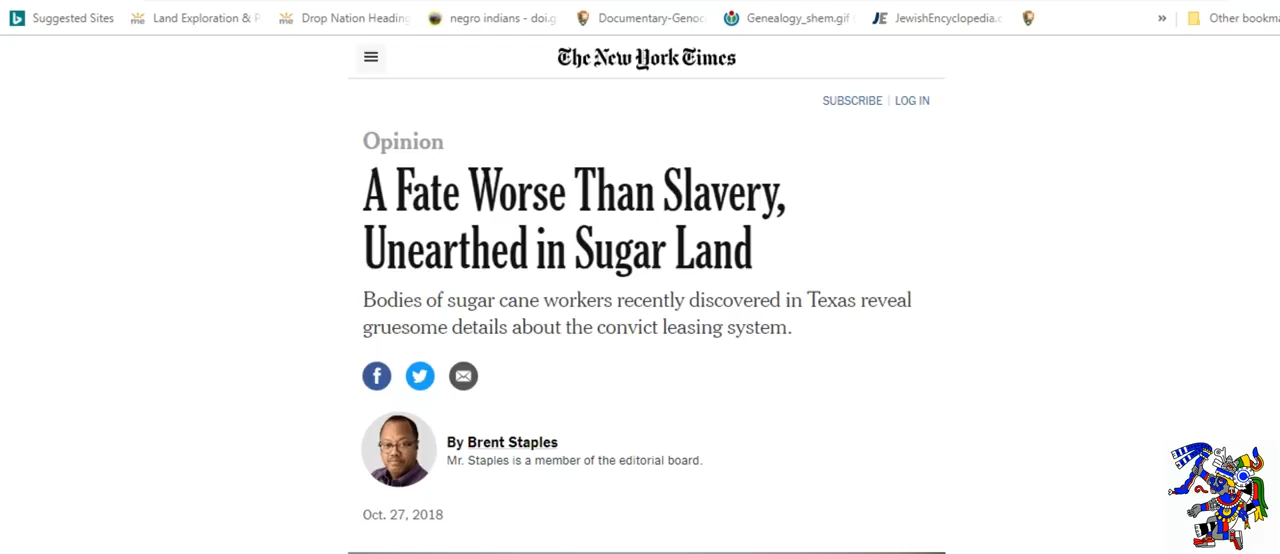 Suggested Sites Land Exploration & P. Drop Nation Heading negro indians - doi.g Documentary-Genoc Genealogy_shem.gif ( JewishEncyclopedia.c » Other bookma
The New York Times
SUBSCRIBE | LOG IN
Opinion
A Fate Worse Than Slavery,
Unearthed in Sugar Land
Bodies of sugar cane workers recently discovered in Texas reveal
gruesome details about the convict leasing system.
By Brent Staples
Mr. Staples is a member of the editorial board.
Oct. 27, 2018